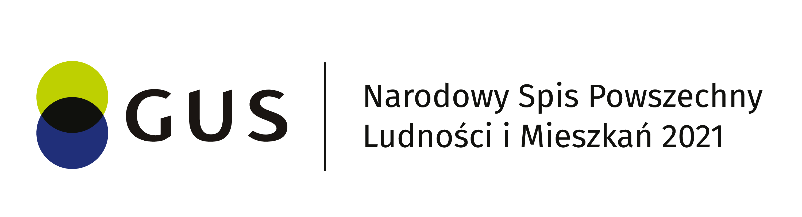 GUS
Narodowy Spis Powszechny
Ludności i Mieszkań 2021